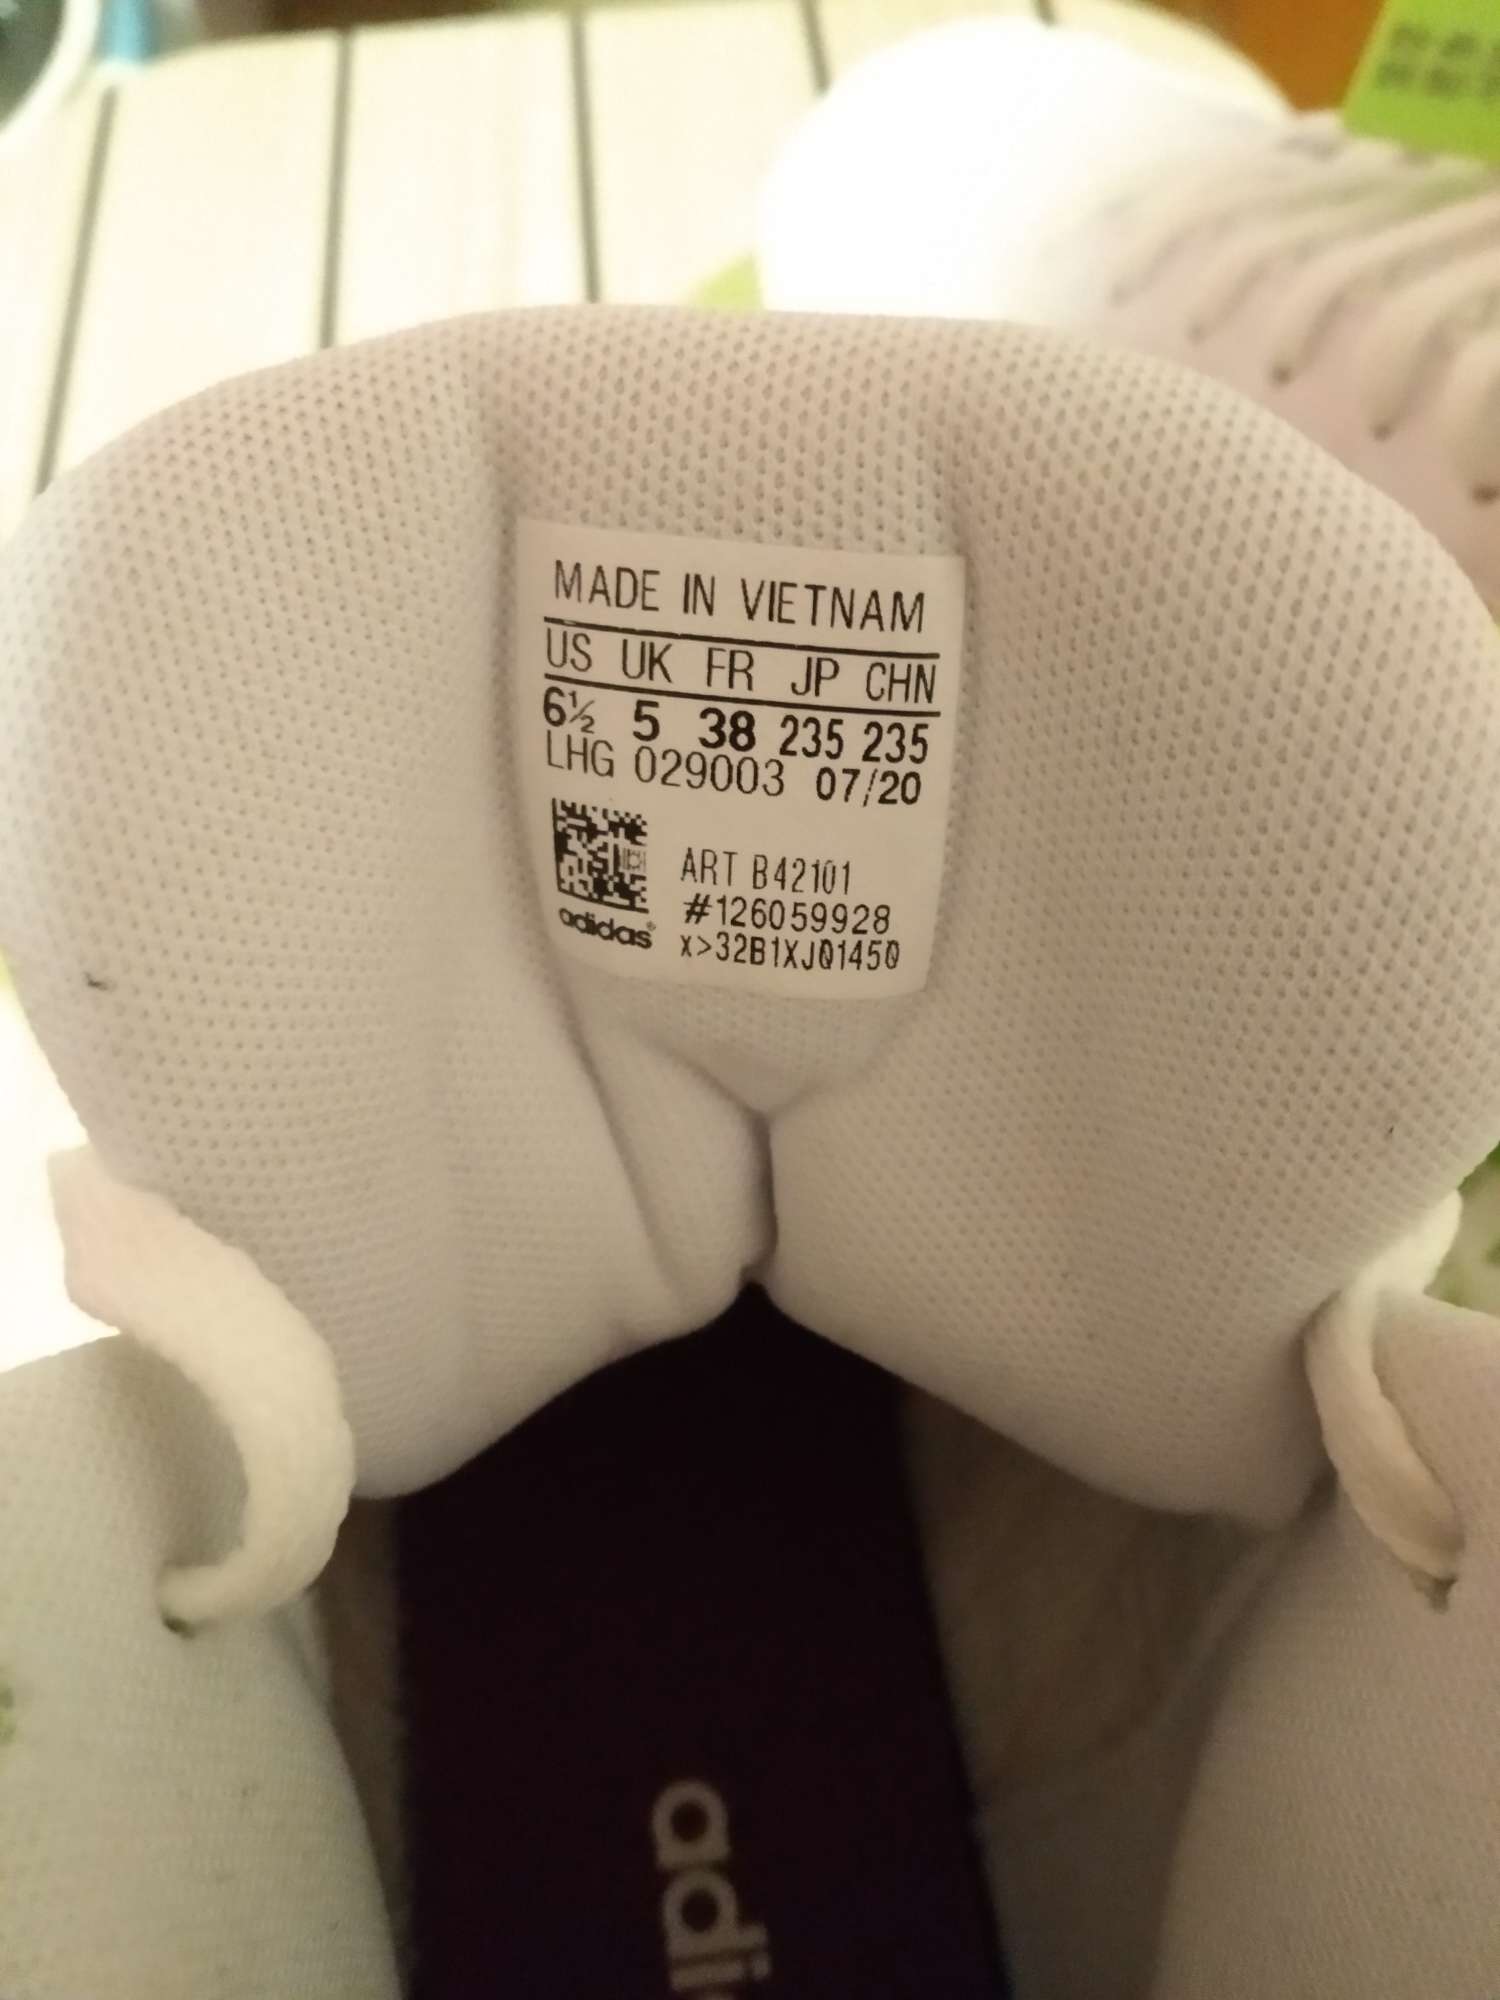 MADE IN VIETNAM
US UK FR JP CHN
6½ 5 38 235 235
LHG 029003 07/20
ART B42101
#126059928
adidas®
x>32B1XJ01450
adi